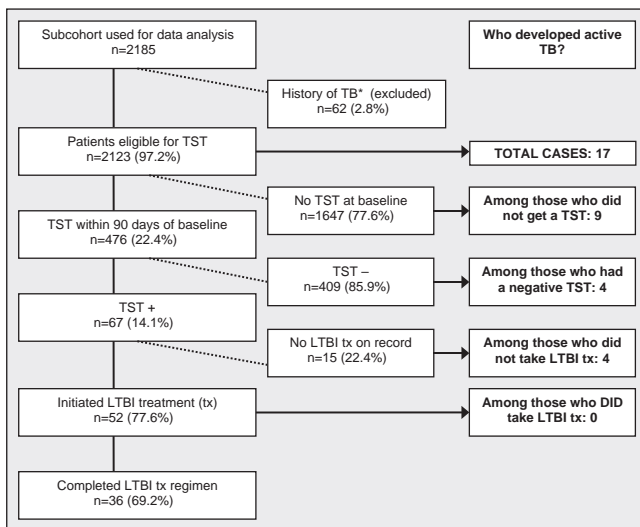 Subcohort used for data analysis
n=2185
Who developed active
TB?
History of TB* (excluded)
n=62 (2.8%)
Patients eligible for TST
n=2123 (97.2%)
TOTAL CASES: 17
No TST at baseline
n=1647 (77.6%)
Among those who did
not get a TST: 9
TST within 90 days of baseline
n=476 (22.4%)
TST –
n=409 (85.9%)
Among those who had
a negative TST: 4
TST +
n=67 (14.1%)
No LTBI tx on record
n=15 (22.4%)
Among those who did
not take LTBI tx: 4
Initiated LTBI treatment (tx)
n=52 (77.6%)
Among those who DID
take LTBI tx: 0
Completed LTBI tx regimen
n=36 (69.2%)